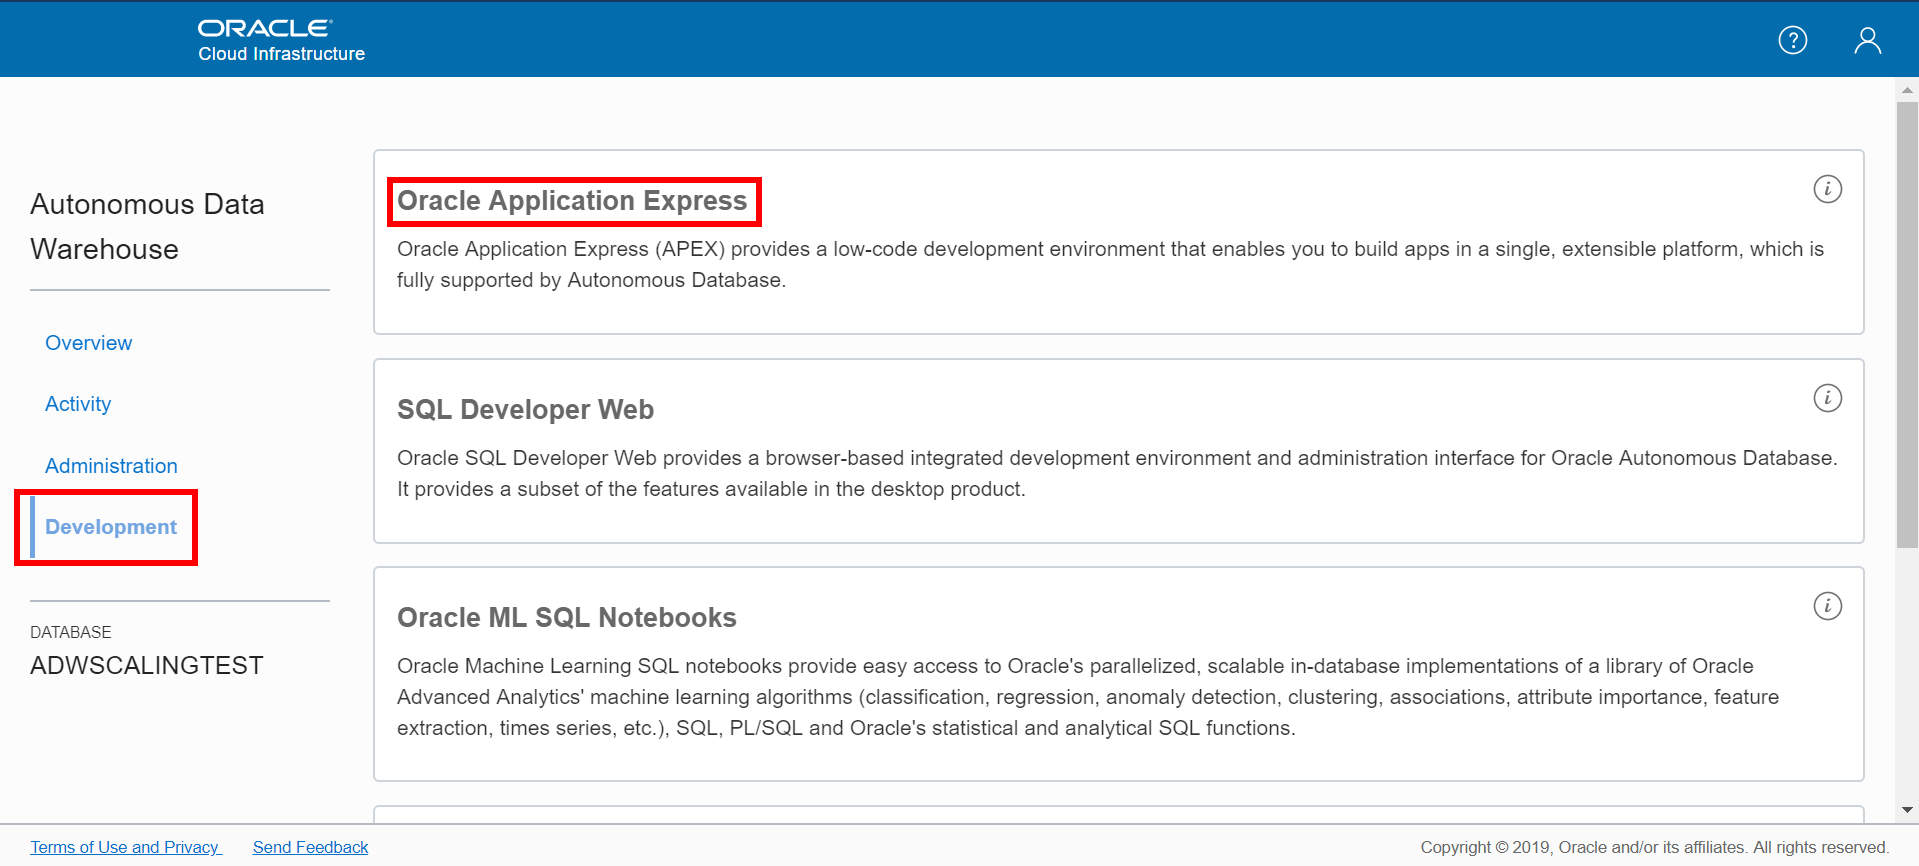 ORACLE
Cloud Infrastructure
?
Autonomous Data
Warehouse
Overview
Activity
Administration
Development
DATABASE
ADWSCALINGTEST
Oracle Application Express
i
Oracle Application Express (APEX) provides a low-code development environment that enables you to build apps in a single, extensible platform, which is
fully supported by Autonomous Database.
SQL Developer Web
i
Oracle SQL Developer Web provides a browser-based integrated development environment and administration interface for Oracle Autonomous Database.
It provides a subset of the features available in the desktop product.
Oracle ML SQL Notebooks
i
Oracle Machine Learning SQL notebooks provide easy access to Oracle's parallelized, scalable in-database implementations of a library of Oracle
Advanced Analytics' machine learning algorithms (classification, regression, anomaly detection, clustering, associations, attribute importance, feature
extraction, times series, etc.), SQL, PL/SQL and Oracle's statistical and analytical SQL functions.
Terms of Use and Privacy
Send Feedback
Copyright © 2019, Oracle and/or its affiliates. All rights reserved.